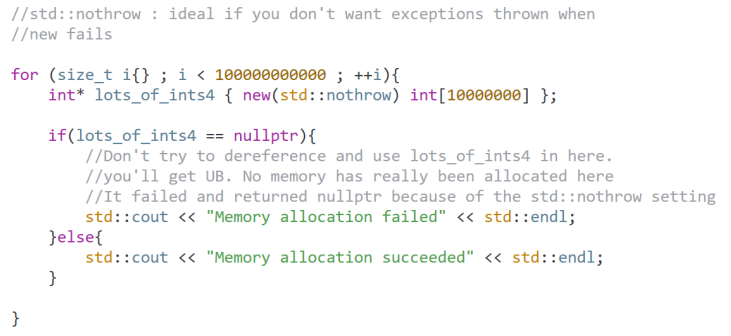 //std::nothrow : ideal if you don't want exceptions thrown when
//new fails
for (size_t i{} ; i < 100000000000 ; ++i){
int* lots_of_ints4 { new(std::nothrow) int[10000000] };
if(lots_of_ints4 == nullptr){
//Don't try to dereference and use lots_of_ints4 in here.
//you'll get UB. No memory has really been allocated here
//It failed and returned nullptr because of the std::nothrow setting
std::cout << "Memory allocation failed" << std::endl;
}else{
std::cout << "Memory allocation succeeded" << std::endl;
}
}